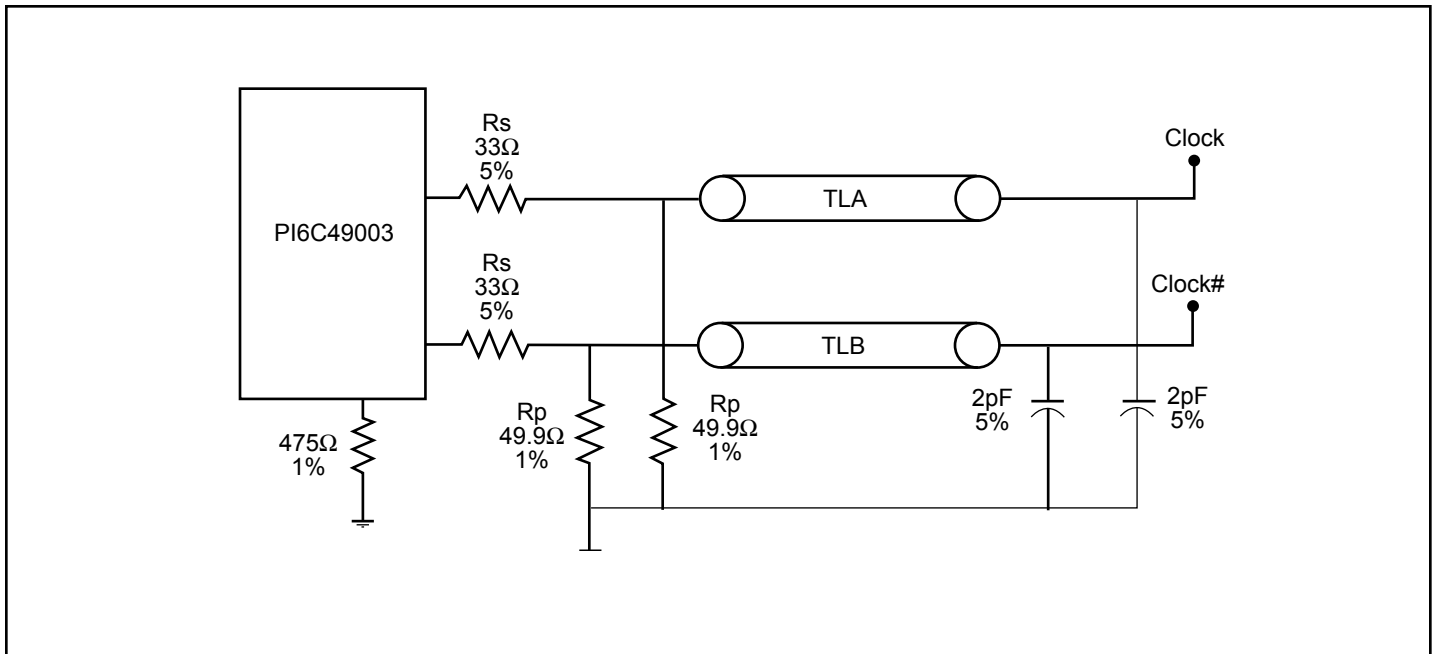 Rs
33Ω
5%
Clock
TLA
PI6C49003
Rs
33Ω
5%
Clock#
TLB
Rp
49.9Ω
1%
Rp
49.9Ω
1%
2pF
5%
2pF
5%
475Ω
1%